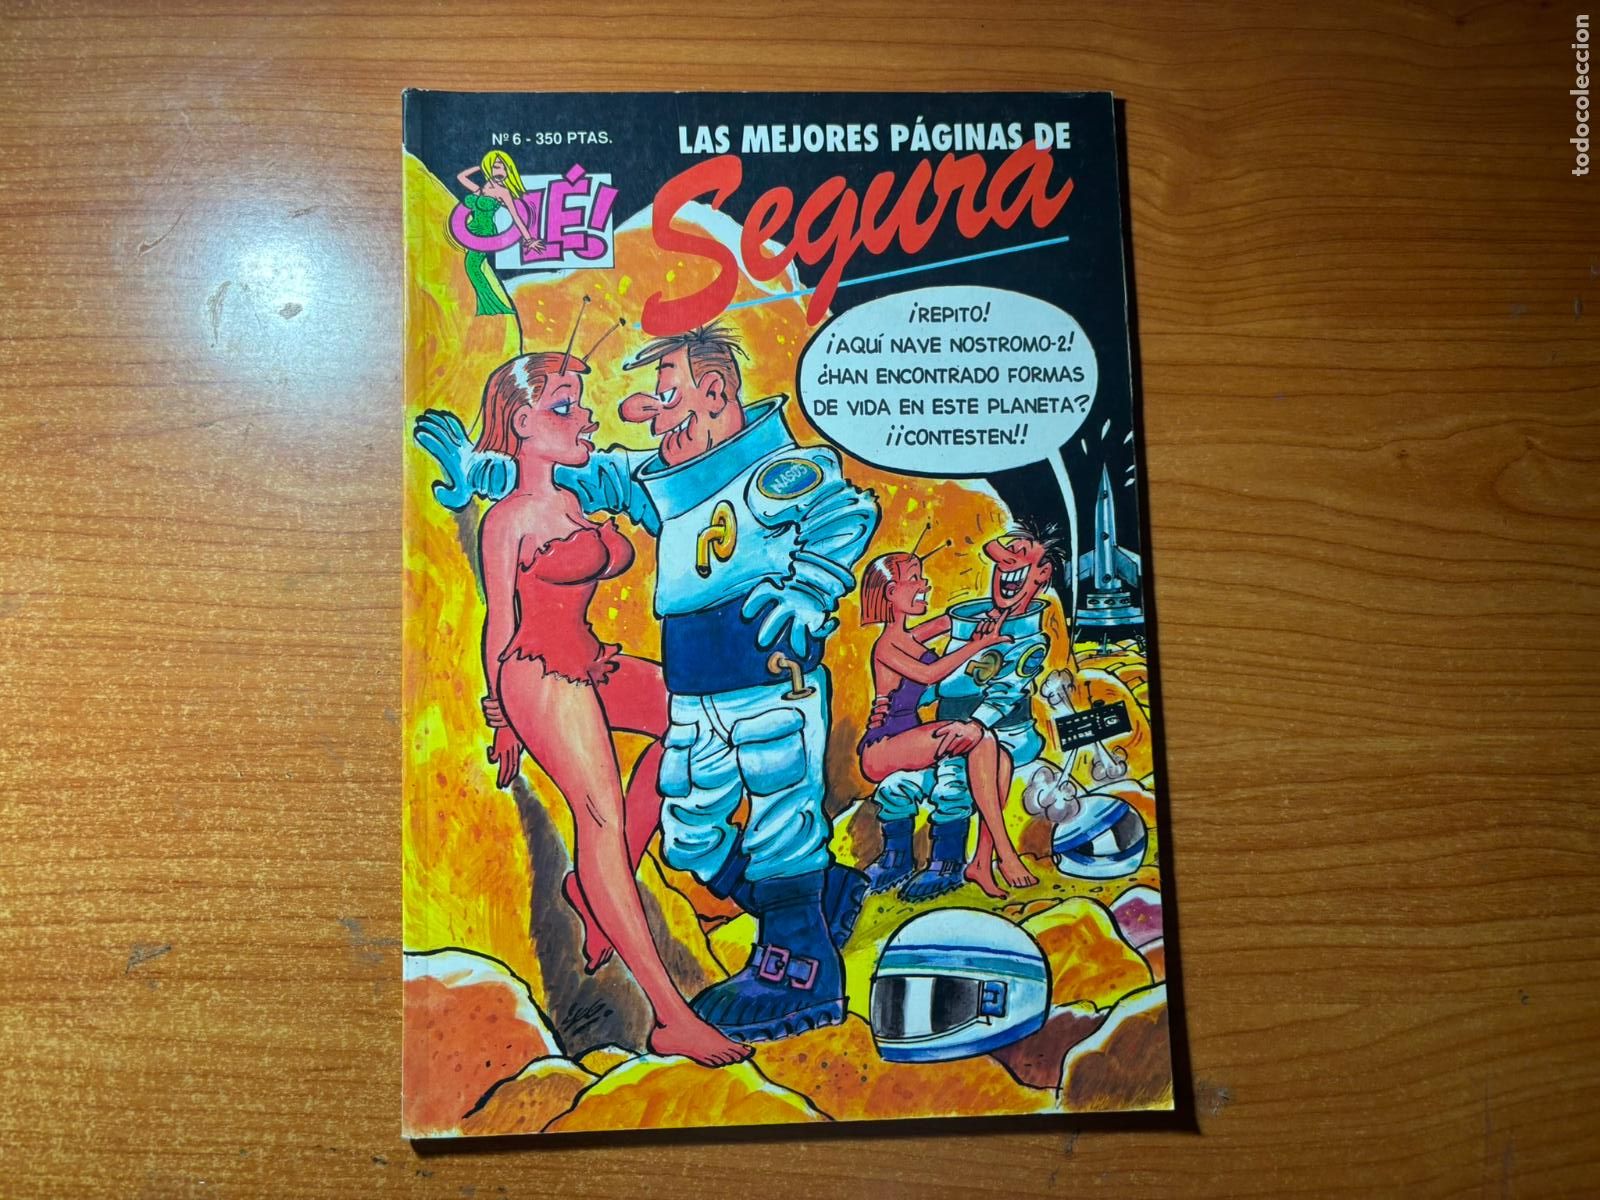 Nº 6 - 350 PTAS.
OLÉ!
LAS MEJORES PÁGINAS DE
Segura
¡REPITO!
¡AQUÍ NAVE NOSTROMO-2!
¿HAN ENCONTRADO FORMAS
DE VIDA EN ESTE PLANETA?
¡¡CONTESTEN!!
todocoleccion